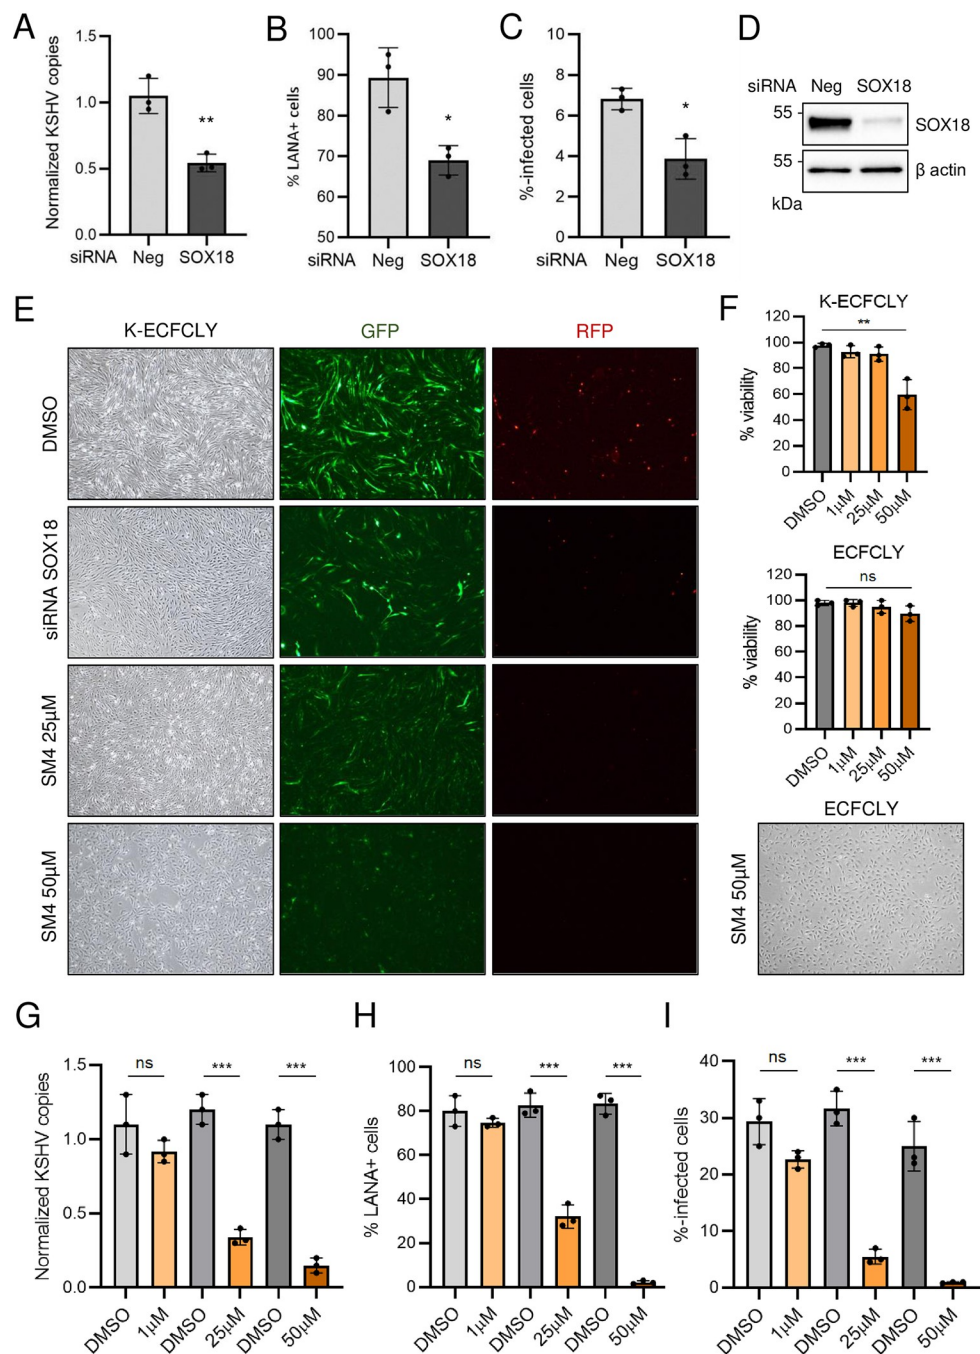 A
Normalized KSHV copies
1.5
1.0
0.5
0.0
**
siRNA Neg SOX18
B
% LANA+ cells
100
90
80
70
60
50
*
siRNA Neg SOX18
C
%-infected cells
10
8
6
4
2
0
*
siRNA Neg SOX18
D
siRNA Neg SOX18
55
SOX18
55
β actin
kDa
E
K-ECFCLY GFP RFP
DMSO
siRNA SOX18
SM4 25μM
SM4 50μM
F
K-ECFCLY
% viability
120
100
80
60
40
20
0
**
DMSO 1μM 25μM 50μM
ECFCLY
% viability
120
100
80
60
40
20
0
ns
DMSO 1μM 25μM 50μM
ECFCLY
SM4 50μM
G
Normalized KSHV copies
1.5
1.0
0.5
0.0
ns *** ***
DMSO 1μM DMSO 25μM DMSO 50μM
H
% LANA+ cells
100
80
60
40
20
0
ns *** ***
DMSO 1μM DMSO 25μM DMSO 50μM
I
%-infected cells
40
30
20
10
0
ns *** ***
DMSO 1μM DMSO 25μM DMSO 50μM